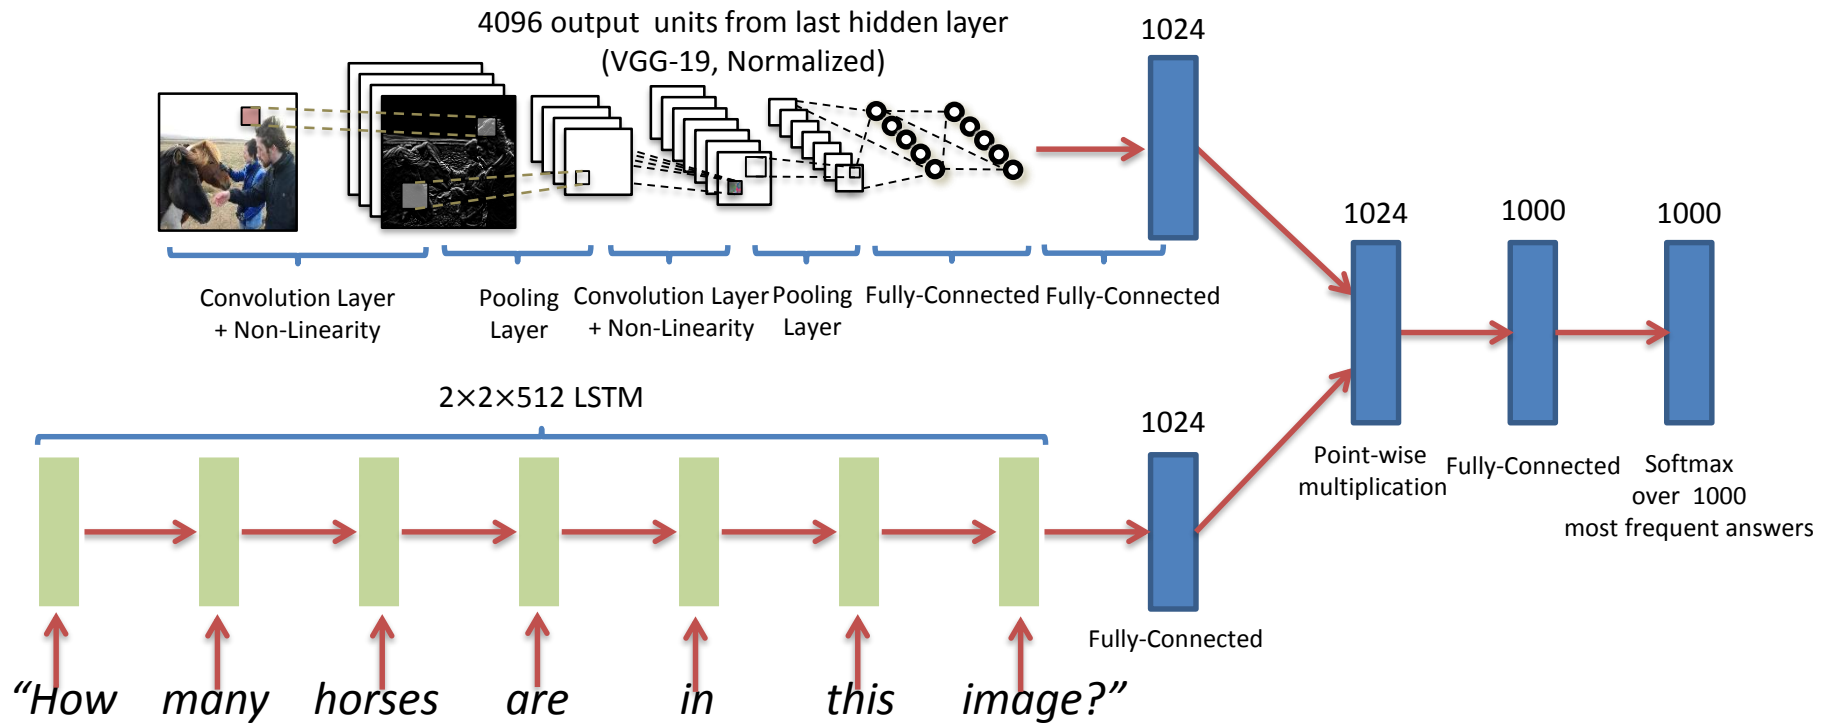 4096 output units from last hidden layer
(VGG-19, Normalized)
1024
Convolution Layer
+ Non-Linearity
Pooling
Layer
Convolution Layer
+ Non-Linearity
Pooling
Layer
Fully-Connected
Fully-Connected
1024
1000
1000
2×2×512 LSTM
1024
Point-wise
multiplication
Fully-Connected
Softmax
over 1000
most frequent answers
Fully-Connected
“How many horses are in this image?”